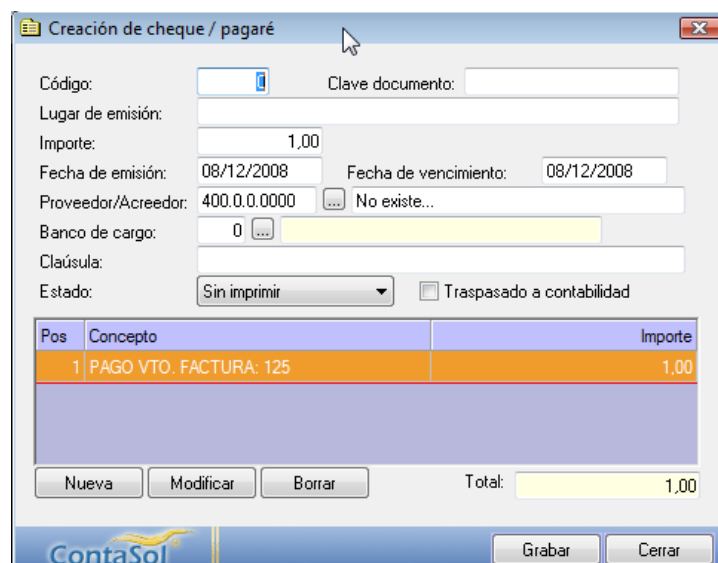 Creación de cheque / pagaré
Código: 0 Clave documento:
Lugar de emisión:
Importe: 1,00
Fecha de emisión: 08/12/2008 Fecha de vencimiento: 08/12/2008
Proveedor/Acreedor: 400.0.0.0000 ... No existe...
Banco de cargo: 0 ...
Claúsula:
Estado: Sin imprimir Traspasado a contabilidad
Pos Concepto Importe
1 PAGO VTO. FACTURA: 125 1,00
Nueva Modificar Borrar Total: 1,00
ContaSol Grabar Cerrar